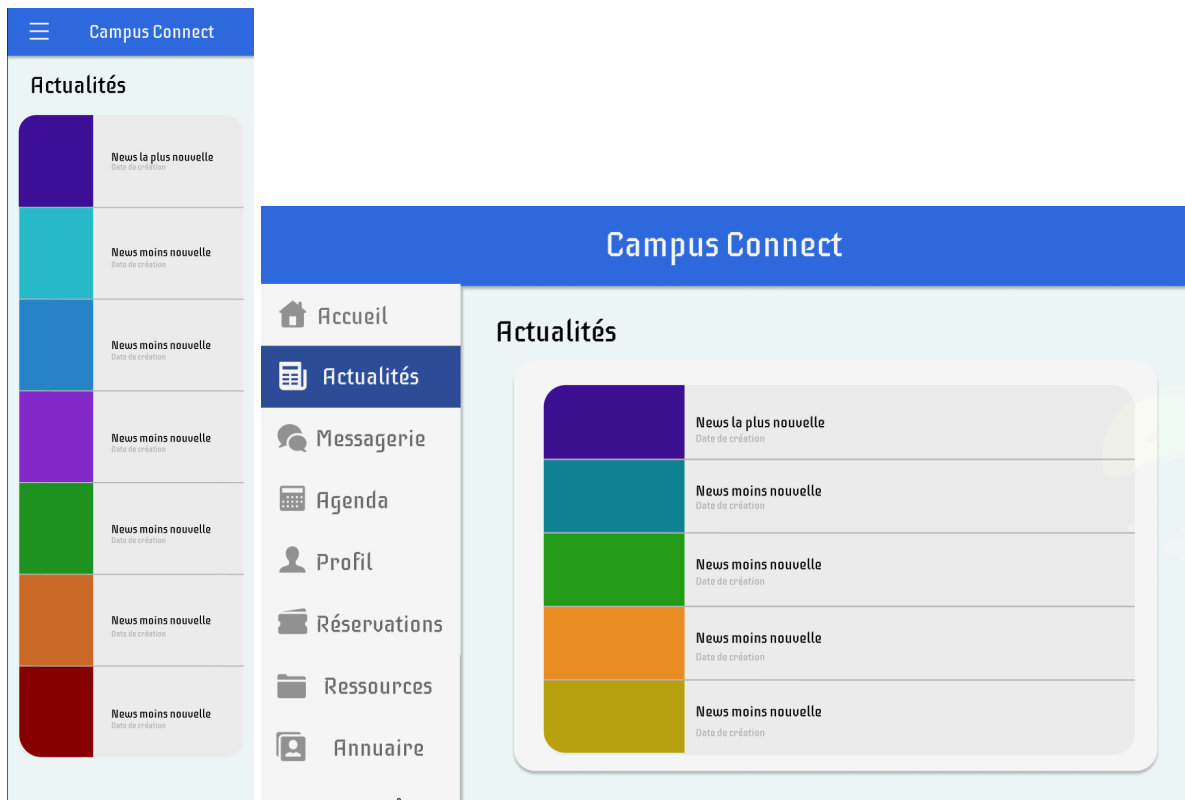 Campus Connect
Actualités
News la plus nouvelle
Date de création
News moins nouvelle
Date de création
News moins nouvelle
Date de création
News moins nouvelle
Date de création
News moins nouvelle
Date de création
News moins nouvelle
Date de création
News moins nouvelle
Date de création
Campus Connect
Accueil
Actualités
Messagerie
Agenda
Profil
Réservations
Ressources
Annuaire
Actualités
News la plus nouvelle
Date de création
News moins nouvelle
Date de création
News moins nouvelle
Date de création
News moins nouvelle
Date de création
News moins nouvelle
Date de création